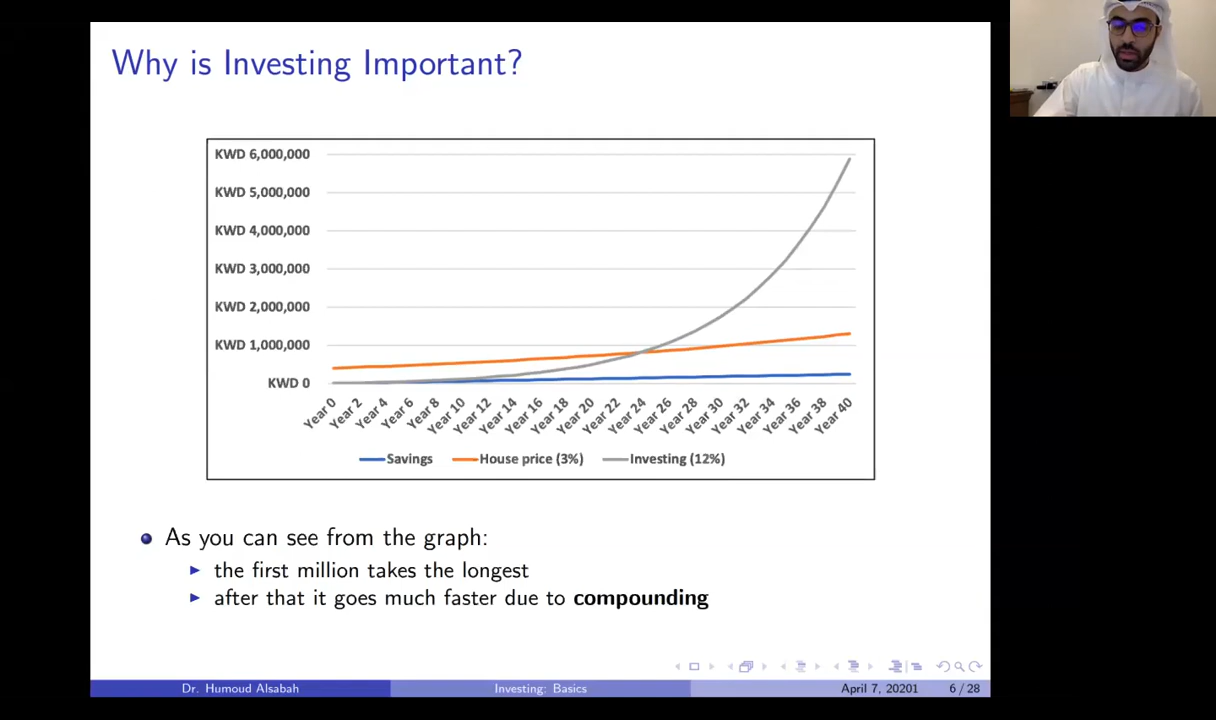 Why is Investing Important?
KWD 6,000,000
KWD 5,000,000
KWD 4,000,000
KWD 3,000,000
KWD 2,000,000
KWD 1,000,000
KWD 0
Year 0 Year 2 Year 4 Year 6 Year 8 Year 10 Year 12 Year 14 Year 16 Year 18 Year 20 Year 22 Year 24 Year 26 Year 28 Year 30 Year 32 Year 34 Year 36 Year 38 Year 40
Savings House price (3%) Investing (12%)
As you can see from the graph:
the first million takes the longest
after that it goes much faster due to compounding
Dr. Humoud Alsabah Investing: Basics April 7, 20201 6 / 28